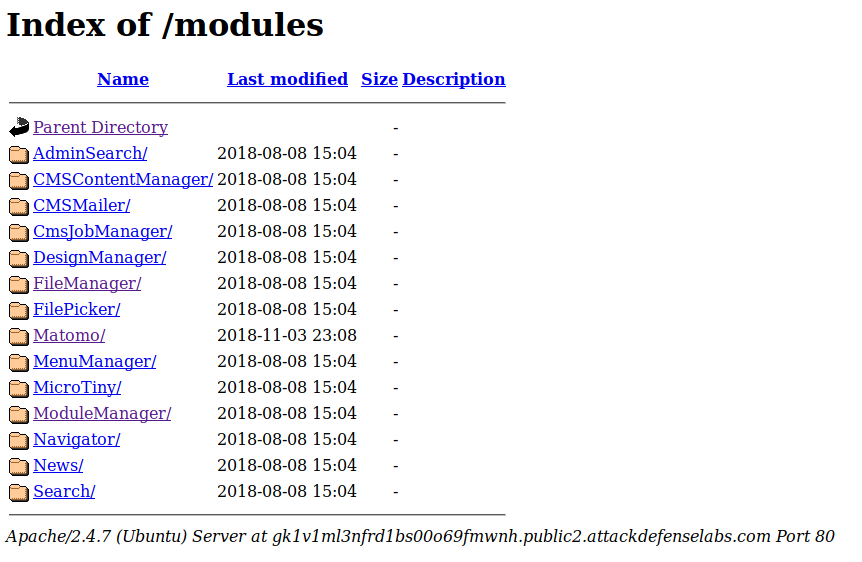 Index of /modules
Name Last modified Size Description
Parent Directory -
AdminSearch/ 2018-08-08 15:04 -
CMSContentManager/ 2018-08-08 15:04 -
CMSMailer/ 2018-08-08 15:04 -
CmsJobManager/ 2018-08-08 15:04 -
DesignManager/ 2018-08-08 15:04 -
FileManager/ 2018-08-08 15:04 -
FilePicker/ 2018-08-08 15:04 -
Matomo/ 2018-11-03 23:08 -
MenuManager/ 2018-08-08 15:04 -
MicroTiny/ 2018-08-08 15:04 -
ModuleManager/ 2018-08-08 15:04 -
Navigator/ 2018-08-08 15:04 -
News/ 2018-08-08 15:04 -
Search/ 2018-08-08 15:04 -
Apache/2.4.7 (Ubuntu) Server at gk1v1ml3nfrd1bs00o69fmwnh.public2.attackdefenselabs.com Port 80